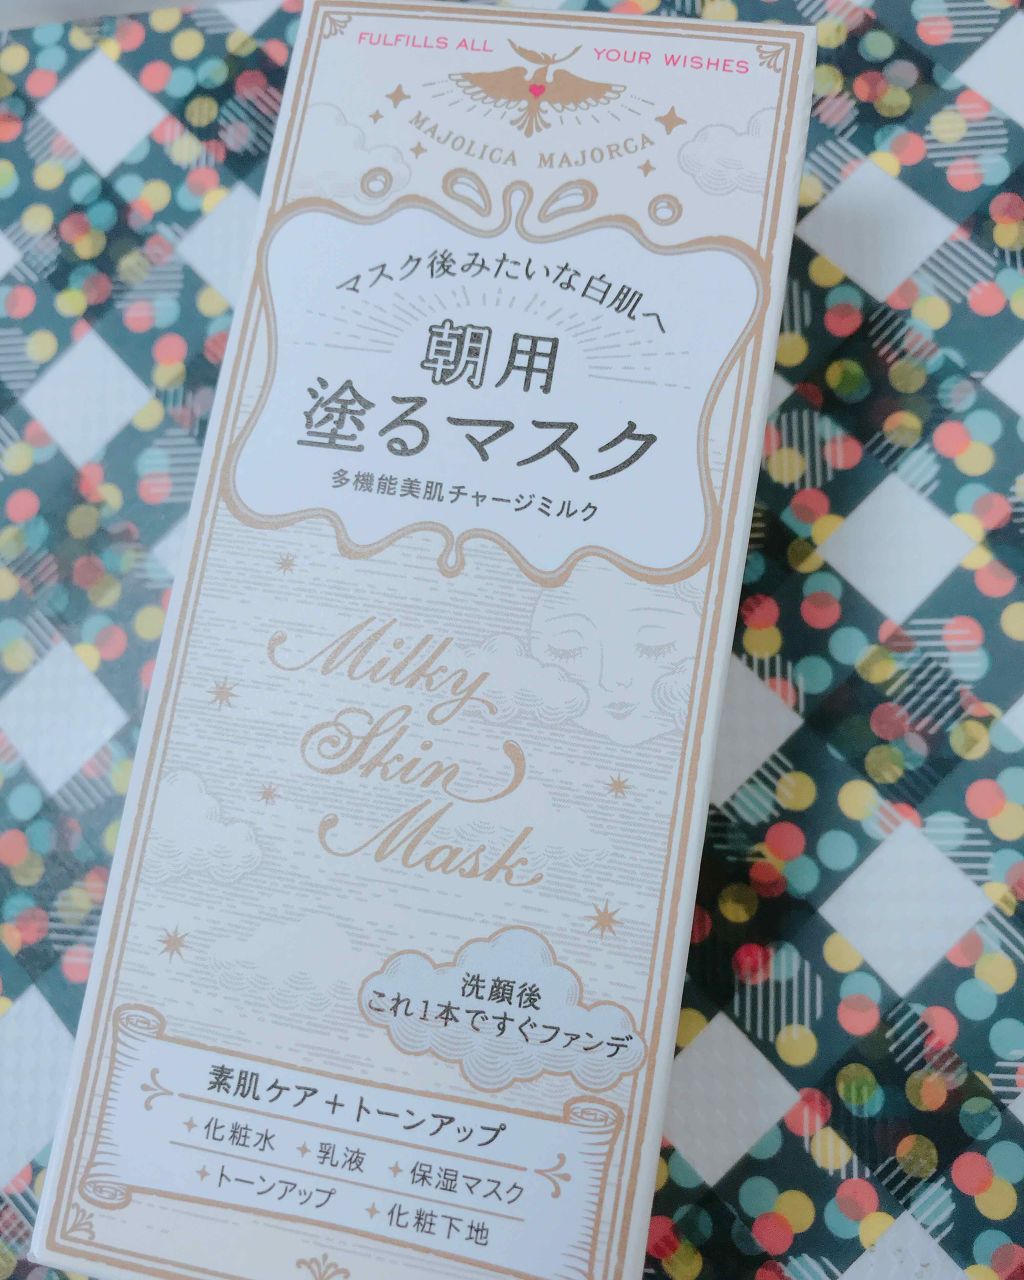 FULFILLS ALL YOUR WISHES
MAJOLICA MAJORCA
マスク後みたいな白肌へ
朝用
塗るマスク
多機能美肌チャージミルク
Milky
Skin
Mask
洗顔後
これ1本ですぐファンデ
素肌ケア+トーンアップ
化粧水 乳液 保湿マスク
トーンアップ 化粧下地